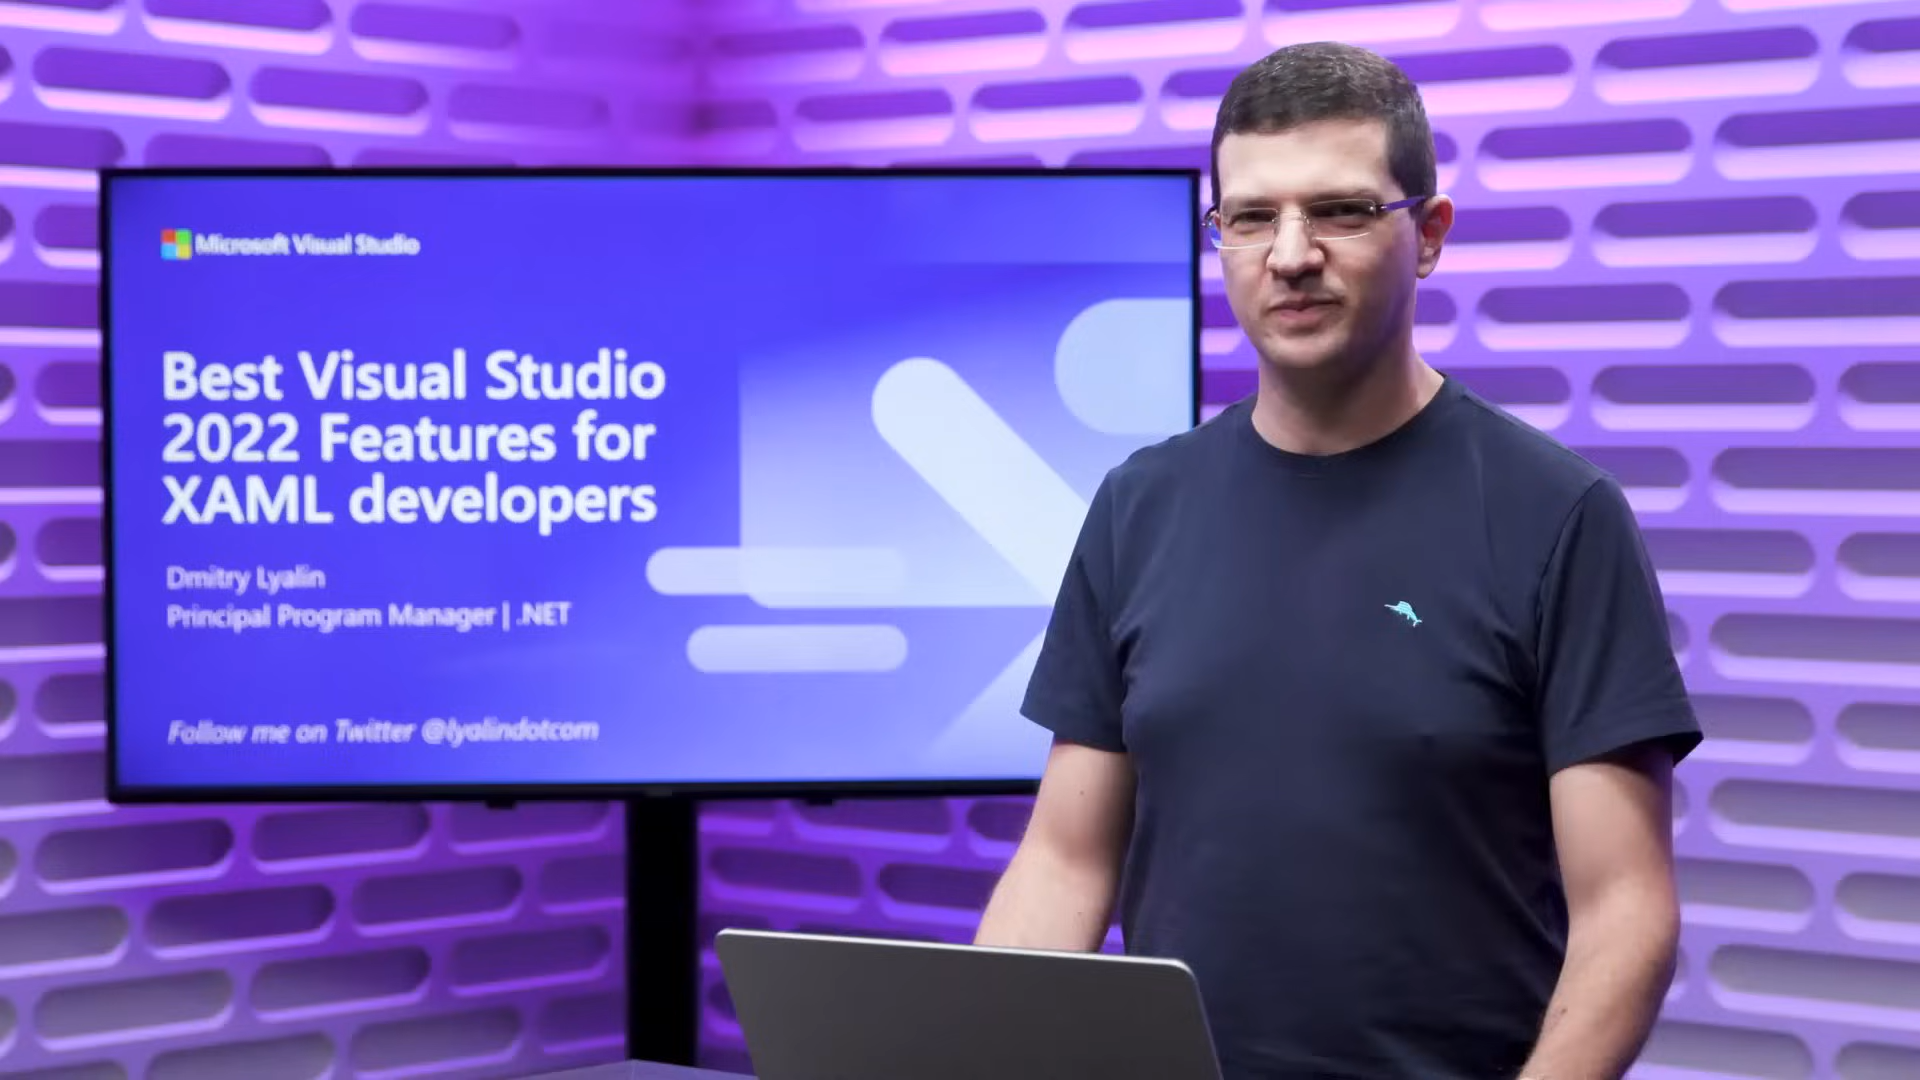 Microsoft Visual Studio
Best Visual Studio
2022 Features for
XAML developers
Dmitry Lyalin
Principal Program Manager | .NET
Follow me on Twitter @lyalindotcom